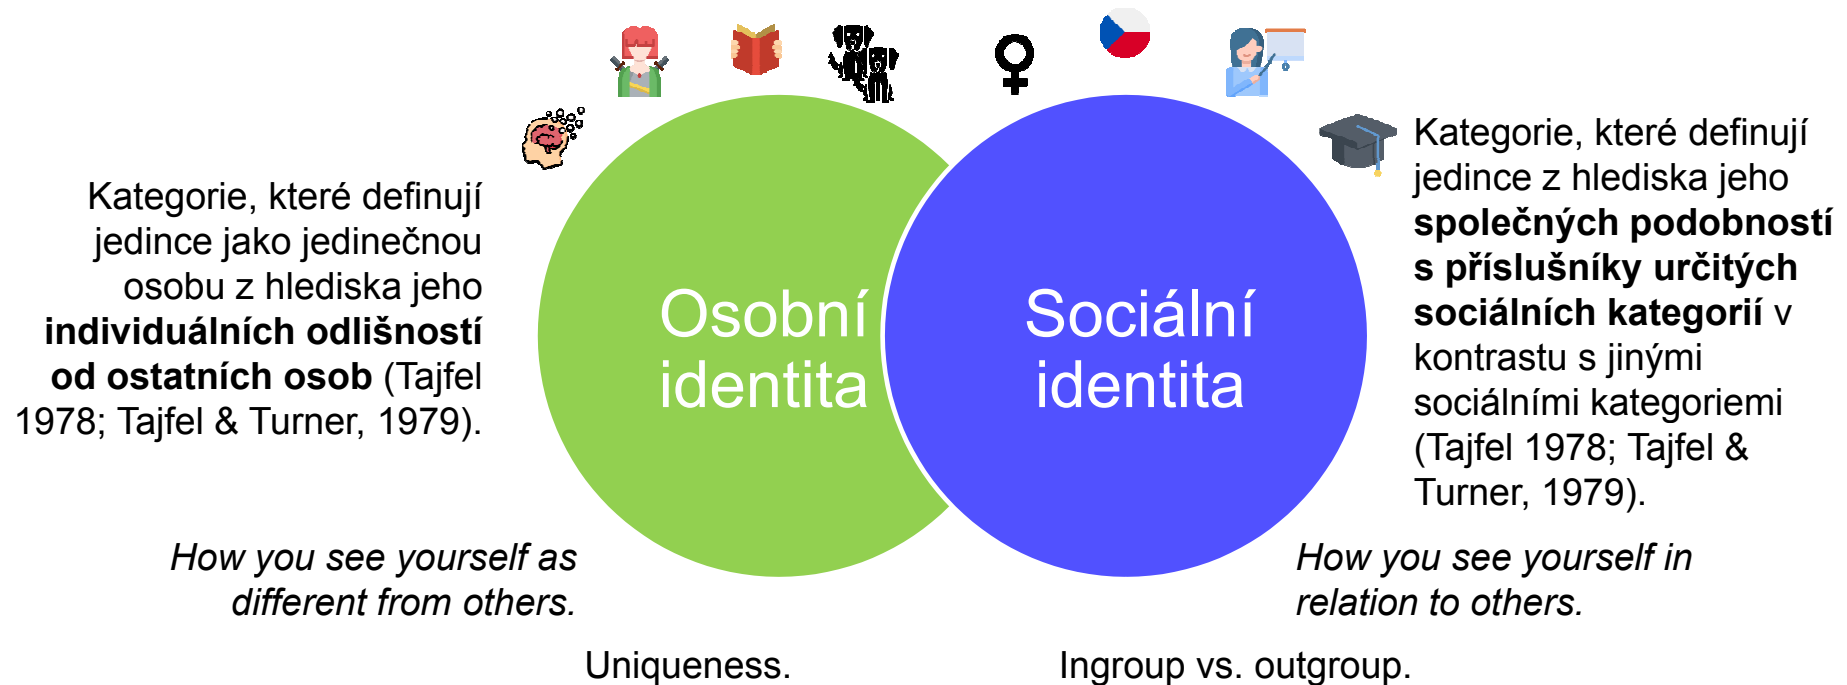 Kategorie, které definují
jedince jako jedinečnou
osobu z hlediska jeho
individuálních odlišností
od ostatních osob (Tajfel
1978; Tajfel & Turner, 1979).
How you see yourself as
different from others.
Uniqueness.
Osobní
identita
Sociální
identita
Kategorie, které definují
jedince z hlediska jeho
společných podobností
s příslušníky určitých
sociálních kategorií v
kontrastu s jinými
sociálními kategoriemi
(Tajfel 1978; Tajfel &
Turner, 1979).
How you see yourself in
relation to others.
Ingroup vs. outgroup.